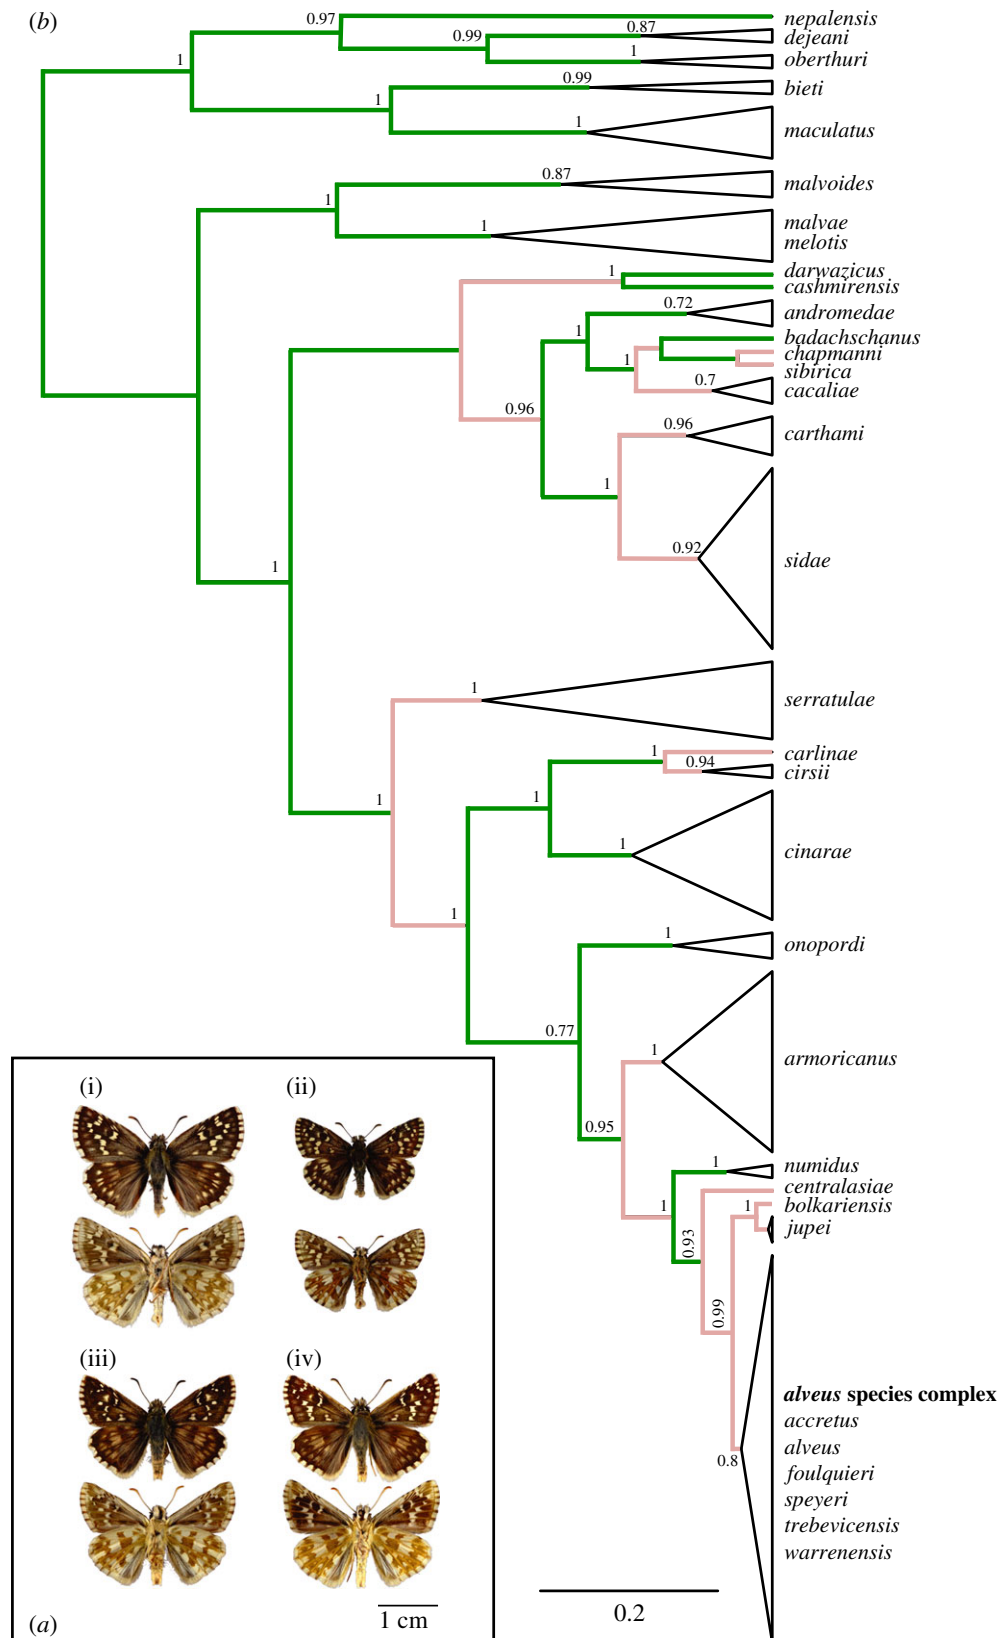 (b)
0.97
nepalensis
0.99
0.87
dejeani
1
1
oberthuri
0.99
bieti
1
1
maculatus
0.87
malvoides
1
1
malvae
melotis
1
darwazicus
cashmirensis
0.72
andromedae
1
badachschanus
1
chapmanni
sibirica
0.7
cacaliae
0.96
0.96
carthami
1
0.92
sidae
1
1
serratulae
1
carlinae
0.94
cirsii
1
1
1
cinarae
1
1
onopordi
0.77
1
armoricanus
0.95
1
numidus
centralasiae
1
1
bolkariensis
jupei
0.93
0.99
alveus species complex
accretus
alveus
0.8
foulquieri
speyeri
trebevicensis
warrenensis
0.2
(i)
(ii)
(iii)
(iv)
1 cm
(a)